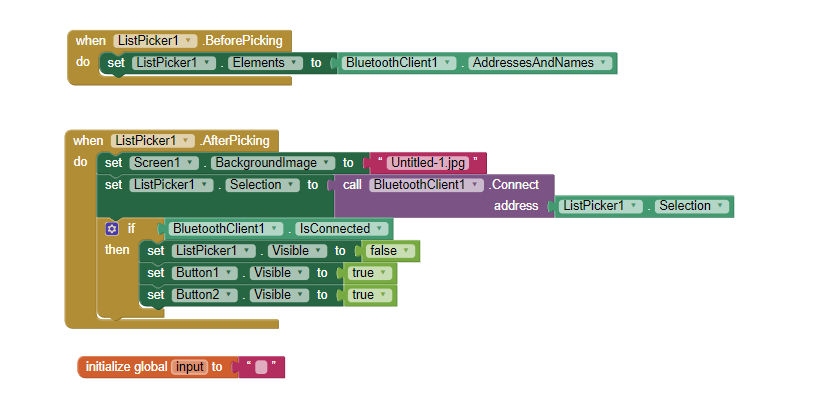 when ListPicker1 .BeforePicking
do set ListPicker1 . Elements to BluetoothClient1 . AddressesAndNames
when ListPicker1 .AfterPicking
do set Screen1 . BackgroundImage to " Untitled-1.jpg "
set ListPicker1 . Selection to call BluetoothClient1 .Connect
address ListPicker1 . Selection
if BluetoothClient1 . IsConnected
then set ListPicker1 . Visible to false
set Button1 . Visible to true
set Button2 . Visible to true
initialize global input to " "